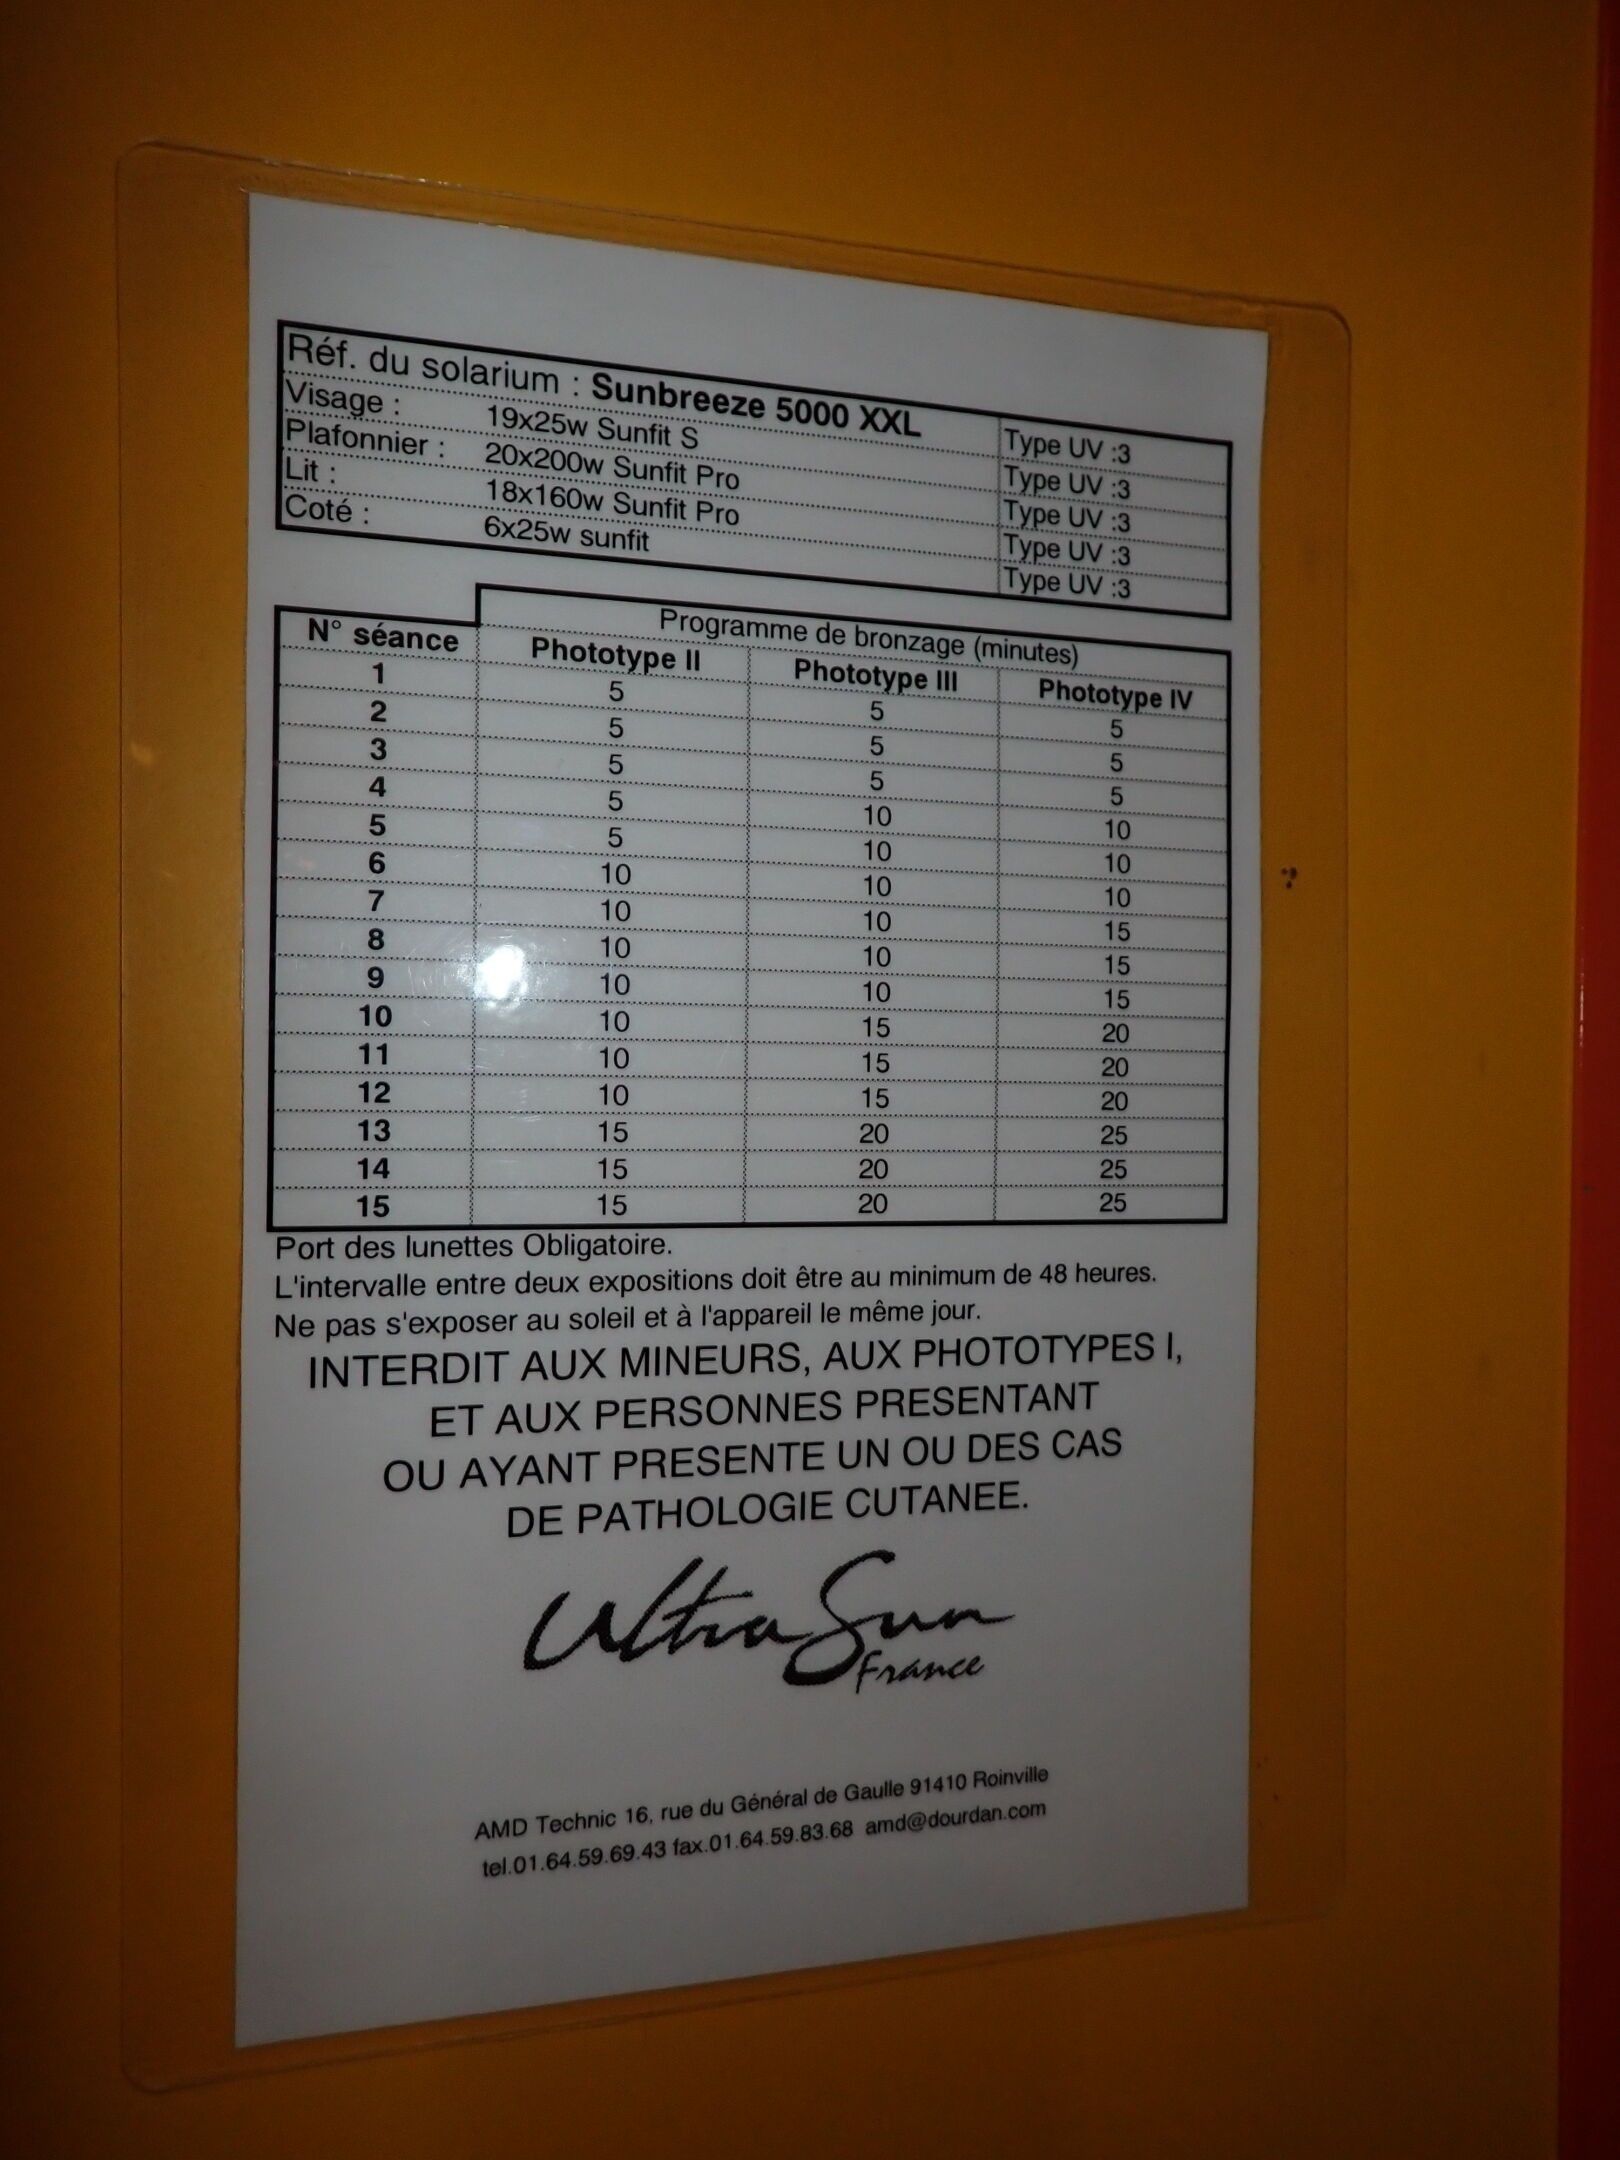 Réf. du solarium : Sunbreeze 5000 XXL Type UV :3
Visage : 19x25w Sunfit S Type UV :3
Plafonnier : 20x200w Sunfit Pro Type UV :3
Lit : 18x160w Sunfit Pro Type UV :3
Coté : 6x25w sunfit Type UV :3
Programme de bronzage (minutes)
N° séance Phototype II Phototype III Phototype IV
1 5 5 5
2 5 5 5
3 5 5 5
4 5 10 10
5 5 10 10
6 10 10 10
7 10 10 15
8 10 10 15
9 10 10 15
10 10 15 20
11 10 15 20
12 10 15 20
13 15 20 25
14 15 20 25
15 15 20 25
Port des lunettes Obligatoire.
L'intervalle entre deux expositions doit être au minimum de 48 heures.
Ne pas s'exposer au soleil et à l'appareil le même jour.
INTERDIT AUX MINEURS, AUX PHOTOTYPES I,
ET AUX PERSONNES PRESENTANT
OU AYANT PRESENTE UN OU DES CAS
DE PATHOLOGIE CUTANEE.
UltraSun
France
AMD Technic 16, rue du Général de Gaulle 91410 Roinville
tel.01.64.59.69.43 fax.01.64.59.83.68 amd@dourdan.com